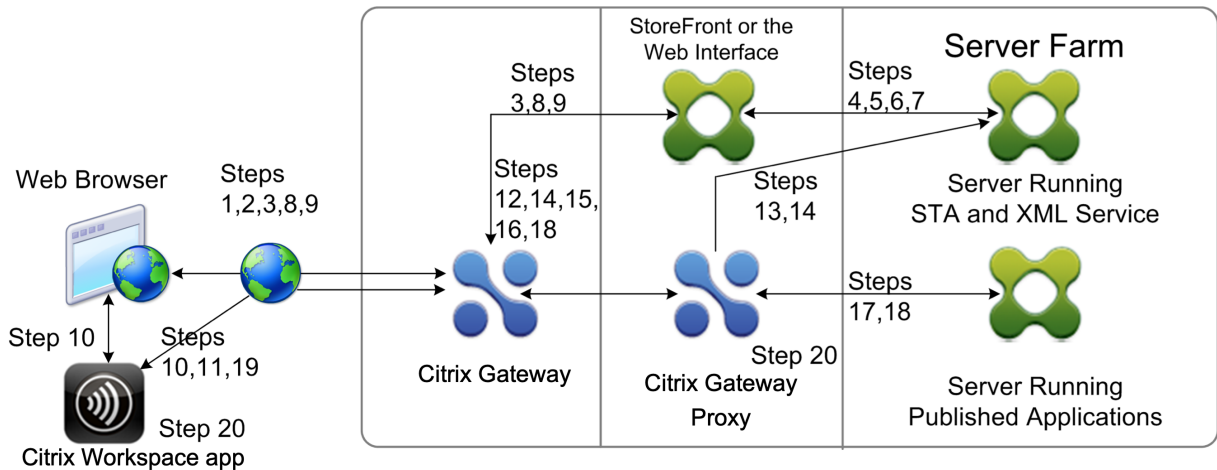 StoreFront or the
Web Interface
Server Farm
Steps
3,8,9
Steps
4,5,6,7
Web Browser
Steps
1,2,3,8,9
Steps
12,14,15,
16,18
Steps
13,14
Server Running
STA and XML Service
Steps
17,18
Step 10
Steps
10,11,19
Citrix Gateway
Step 20
Citrix Gateway
Proxy
Server Running
Published Applications
Step 20
Citrix Workspace app